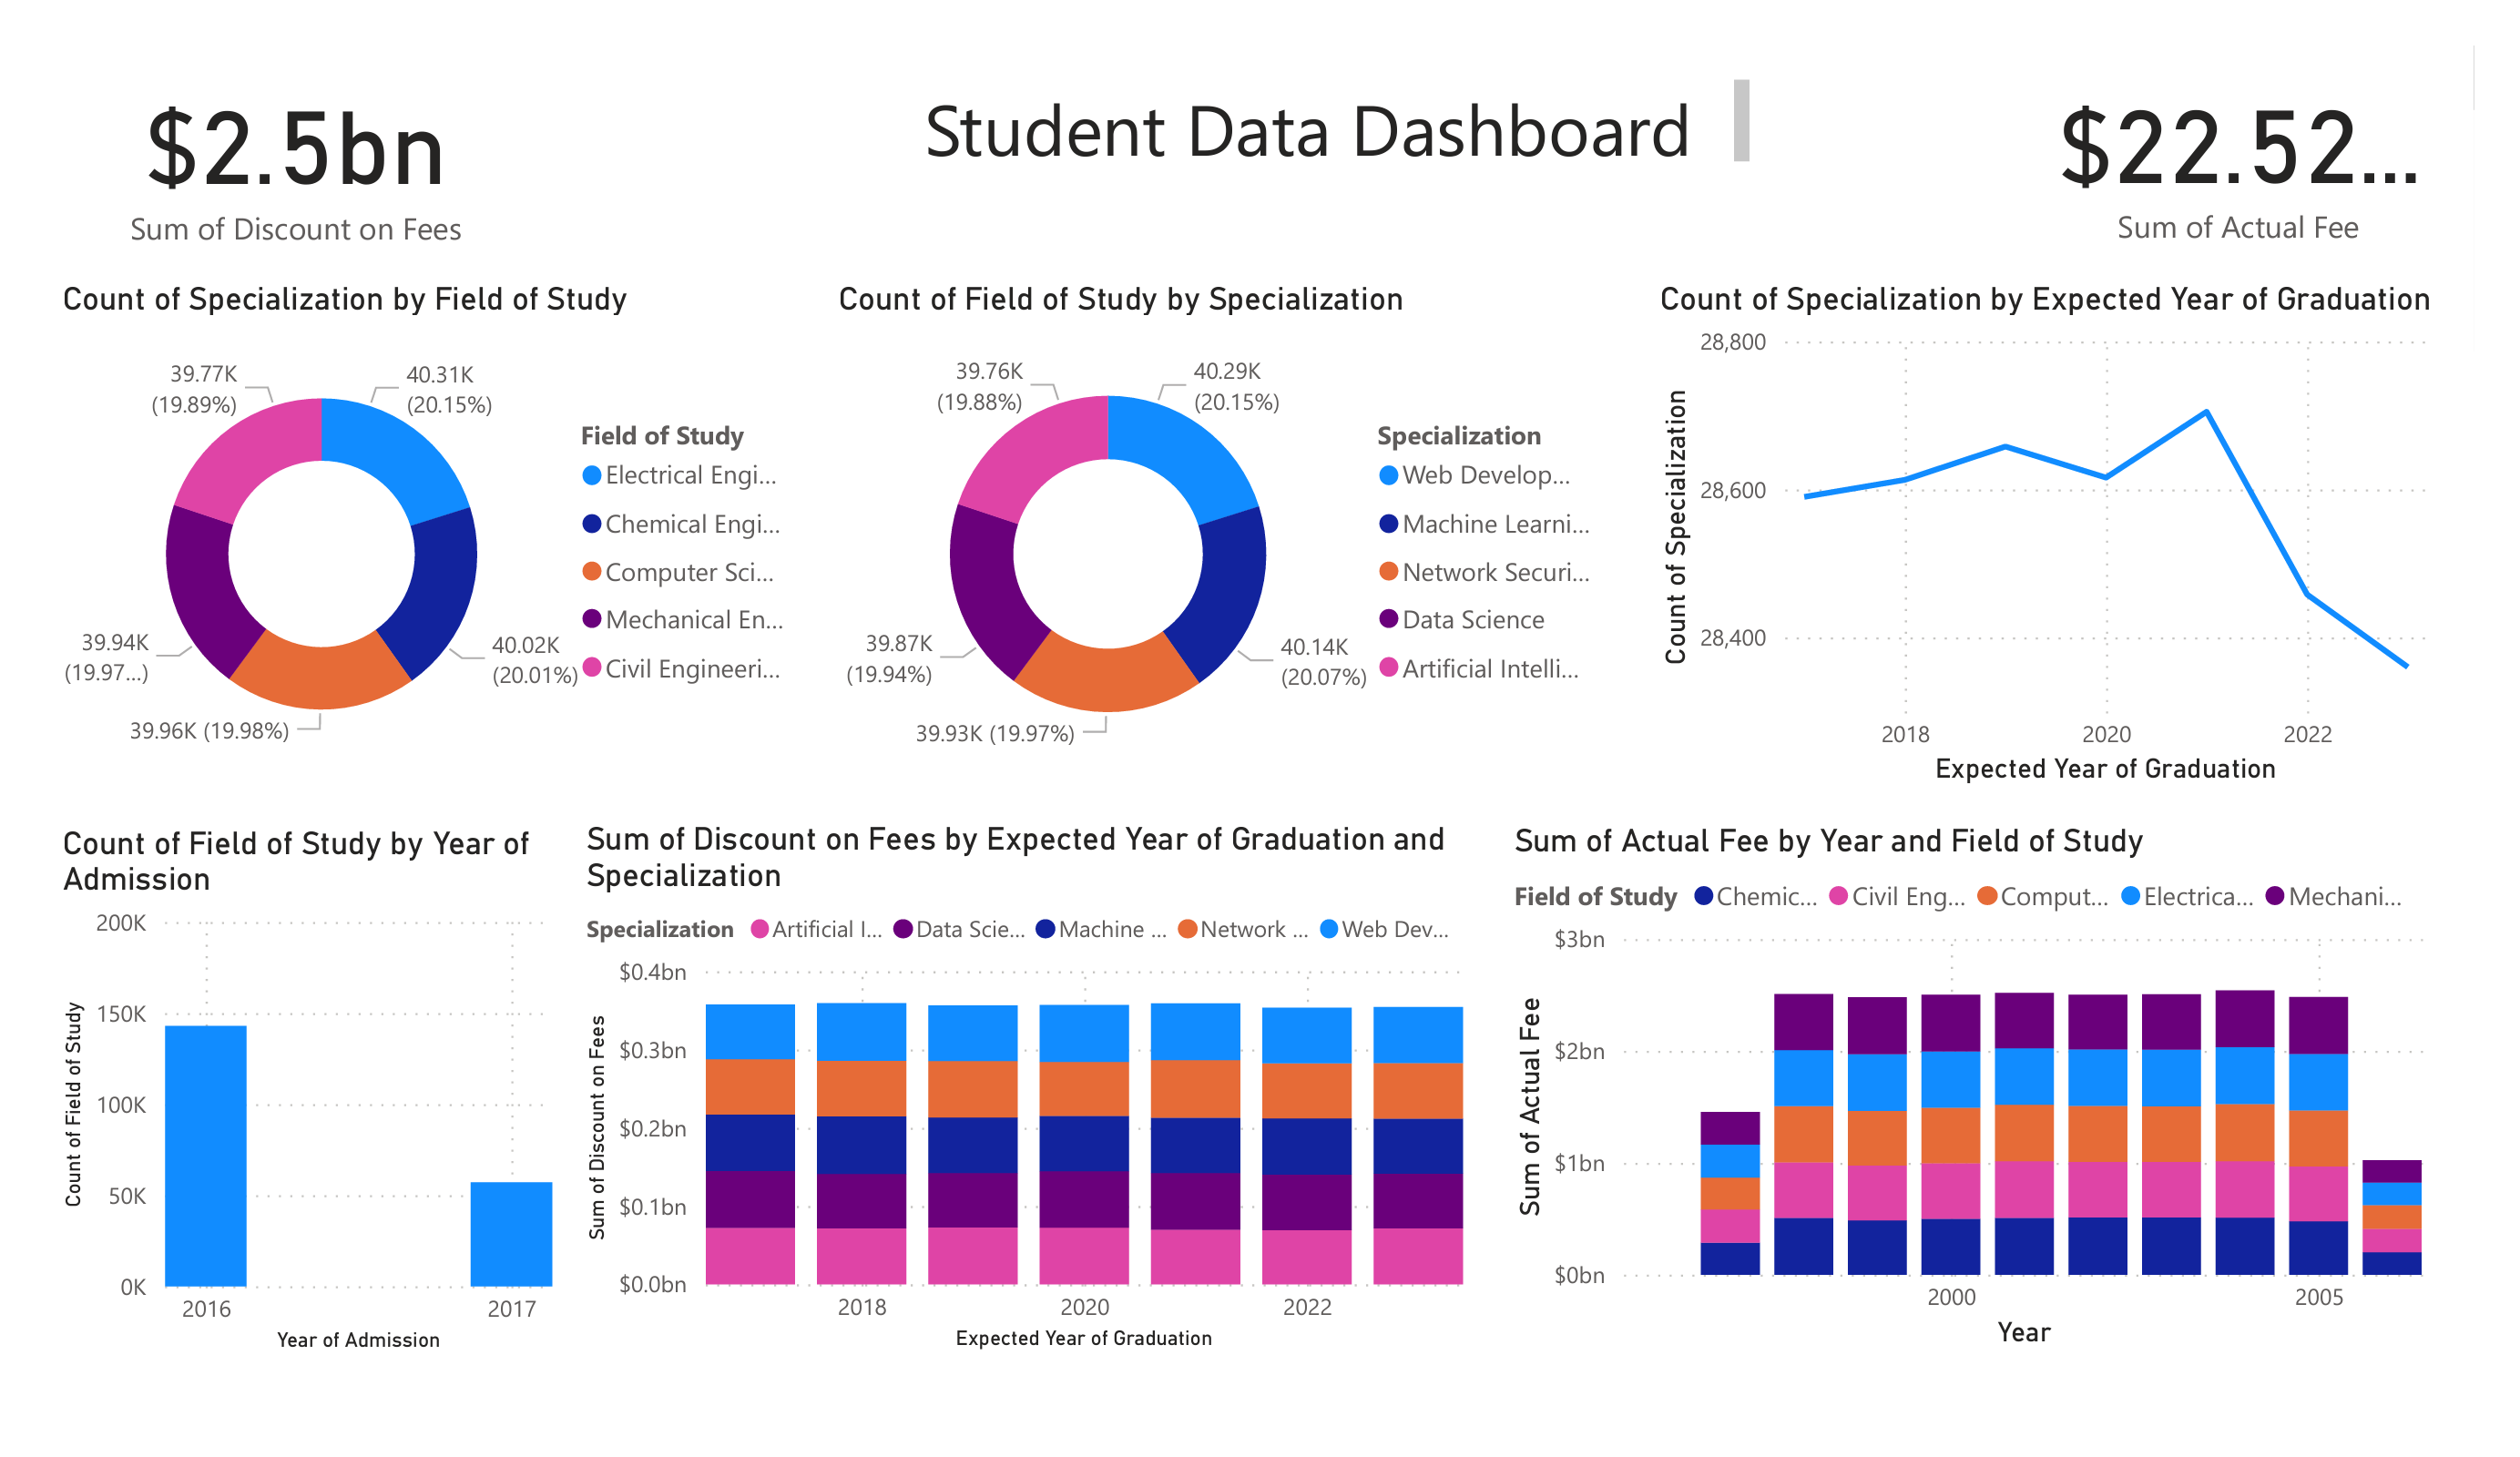 $2.5bn
Sum of Discount on Fees
Student Data Dashboard
$22.52...
Sum of Actual Fee
Count of Specialization by Field of Study
39.77K
(19.89%)
40.31K
(20.15%)
39.94K
(19.97...)
40.02K
(20.01%)
39.96K (19.98%)
Field of Study
Electrical Engi...
Chemical Engi...
Computer Sci...
Mechanical En...
Civil Engineeri...
Count of Field of Study by Specialization
39.76K
(19.88%)
40.29K
(20.15%)
39.87K
(19.94%)
40.14K
(20.07%)
39.93K (19.97%)
Specialization
Web Develop...
Machine Learni...
Network Securi...
Data Science
Artificial Intelli...
Count of Specialization by Expected Year of Graduation
Count of Specialization
28,800
28,600
28,400
2018 2020 2022
Expected Year of Graduation
Count of Field of Study by Year of
Admission
Count of Field of Study
200K
150K
100K
50K
0K
2016 2017
Year of Admission
Sum of Discount on Fees by Expected Year of Graduation and
Specialization
Specialization Artificial I... Data Scie... Machine ... Network ... Web Dev...
Sum of Discount on Fees
$0.4bn
$0.3bn
$0.2bn
$0.1bn
$0.0bn
2018 2020 2022
Expected Year of Graduation
Sum of Actual Fee by Year and Field of Study
Field of Study Chemic... Civil Eng... Comput... Electrica... Mechani...
Sum of Actual Fee
$3bn
$2bn
$1bn
$0bn
2000 2005
Year